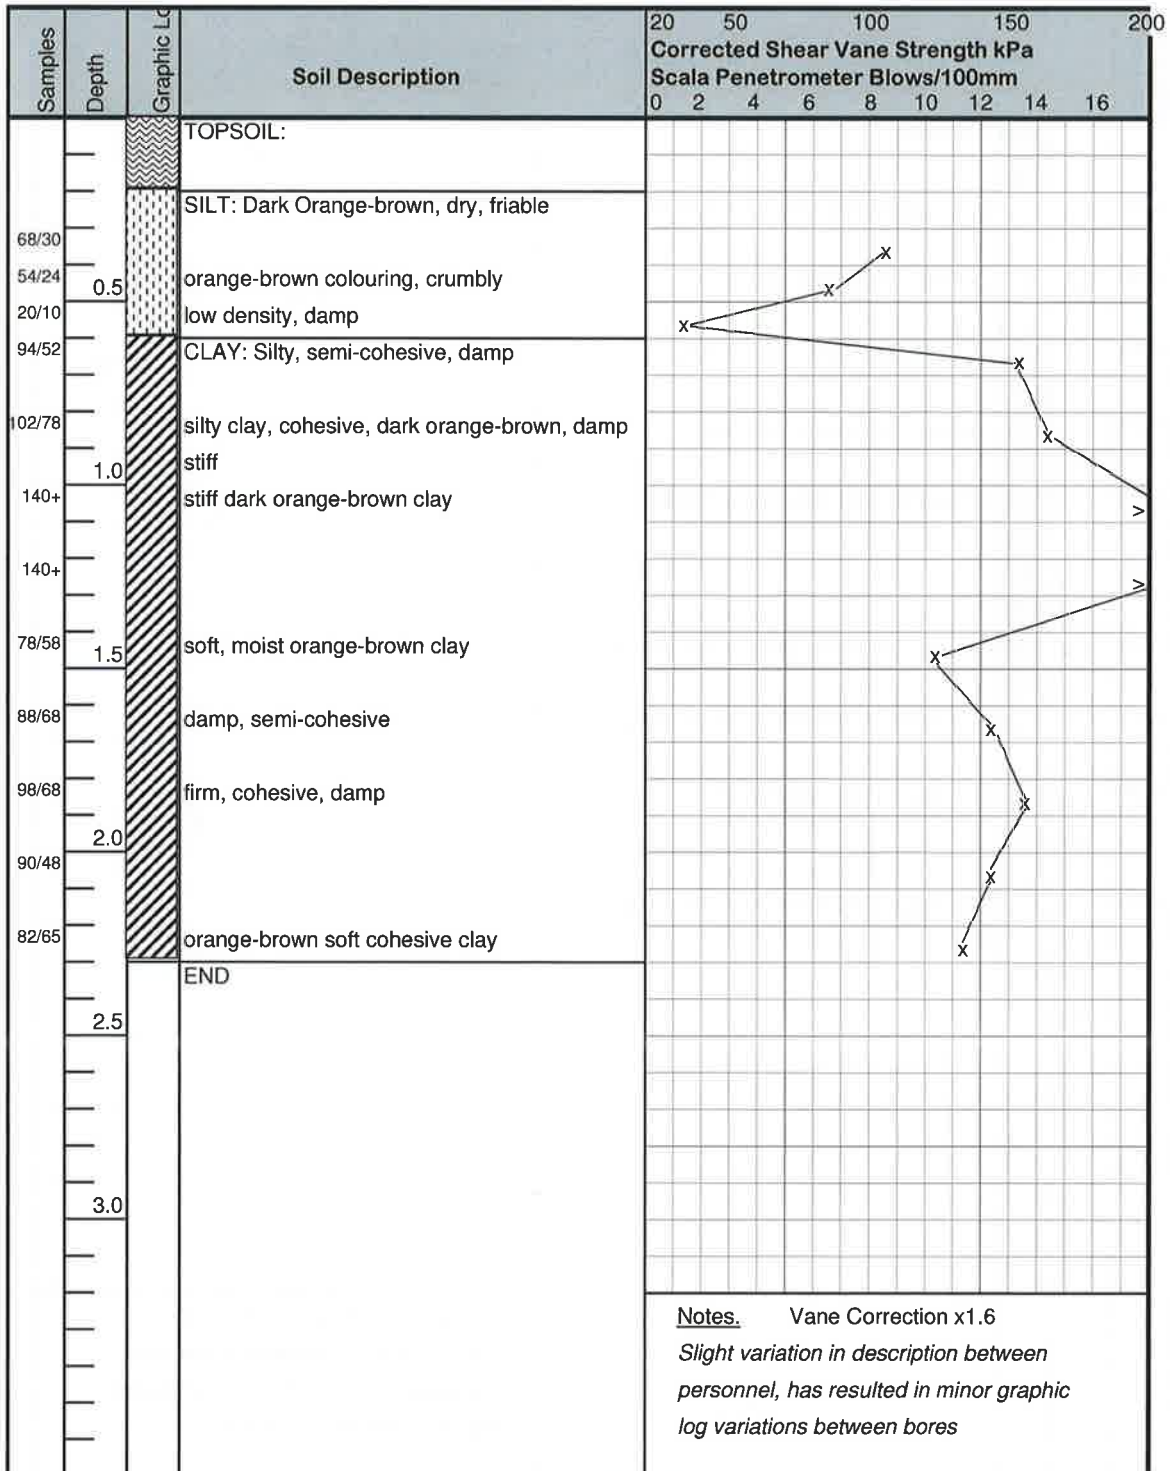 Samples
Depth
Graphic Lo
Soil Description
20 50 100 150 200
Corrected Shear Vane Strength kPa
Scala Penetrometer Blows/100mm
0 2 4 6 8 10 12 14 16
TOPSOIL:
SILT: Dark Orange-brown, dry, friable
68/30
54/24 orange-brown colouring, crumbly
0.5
20/10 low density, damp
94/52 CLAY: Silty, semi-cohesive, damp
102/78 silty clay, cohesive, dark orange-brown, damp
1.0 stiff
140+ stiff dark orange-brown clay
>
140+
>
78/58 soft, moist orange-brown clay
1.5
88/68 damp, semi-cohesive
98/68 firm, cohesive, damp
2.0
90/48
82/65 orange-brown soft cohesive clay
END
2.5
3.0
Notes. Vane Correction x1.6
Slight variation in description between
personnel, has resulted in minor graphic
log variations between bores